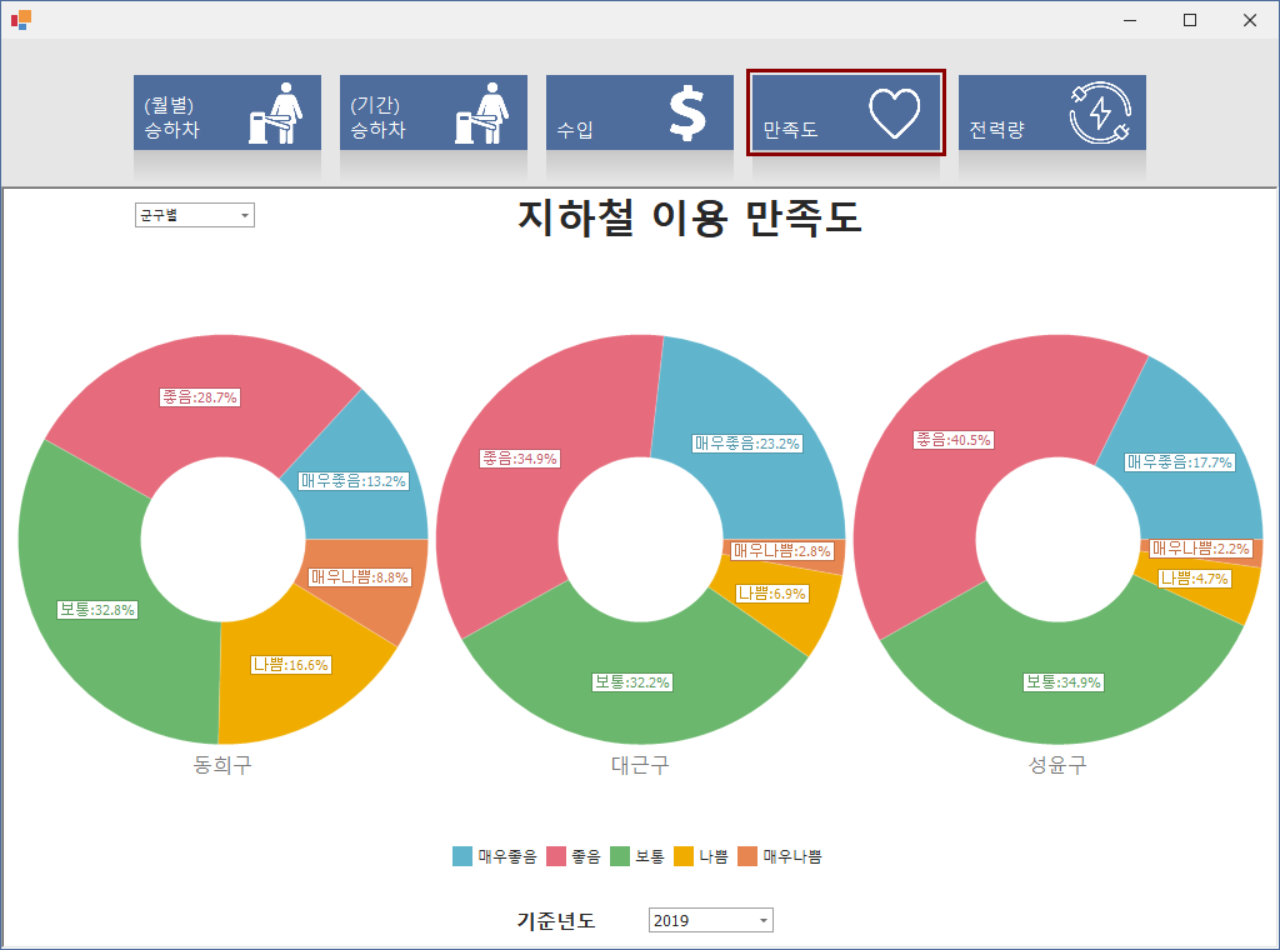 (월별)
승하차
(기간)
승하차
수입
만족도
전력량
군구별
지하철 이용 만족도
좋음:28.7%
매우좋음:13.2%
매우나쁨:8.8%
보통:32.8%
나쁨:16.6%
동희구
매우좋음:23.2%
좋음:34.9%
매우나쁨:2.8%
나쁨:6.9%
보통:32.2%
대근구
좋음:40.5%
매우좋음:17.7%
매우나쁨:2.2%
나쁨:4.7%
보통:34.9%
성윤구
매우좋음 좋음 보통 나쁨 매우나쁨
기준년도 2019